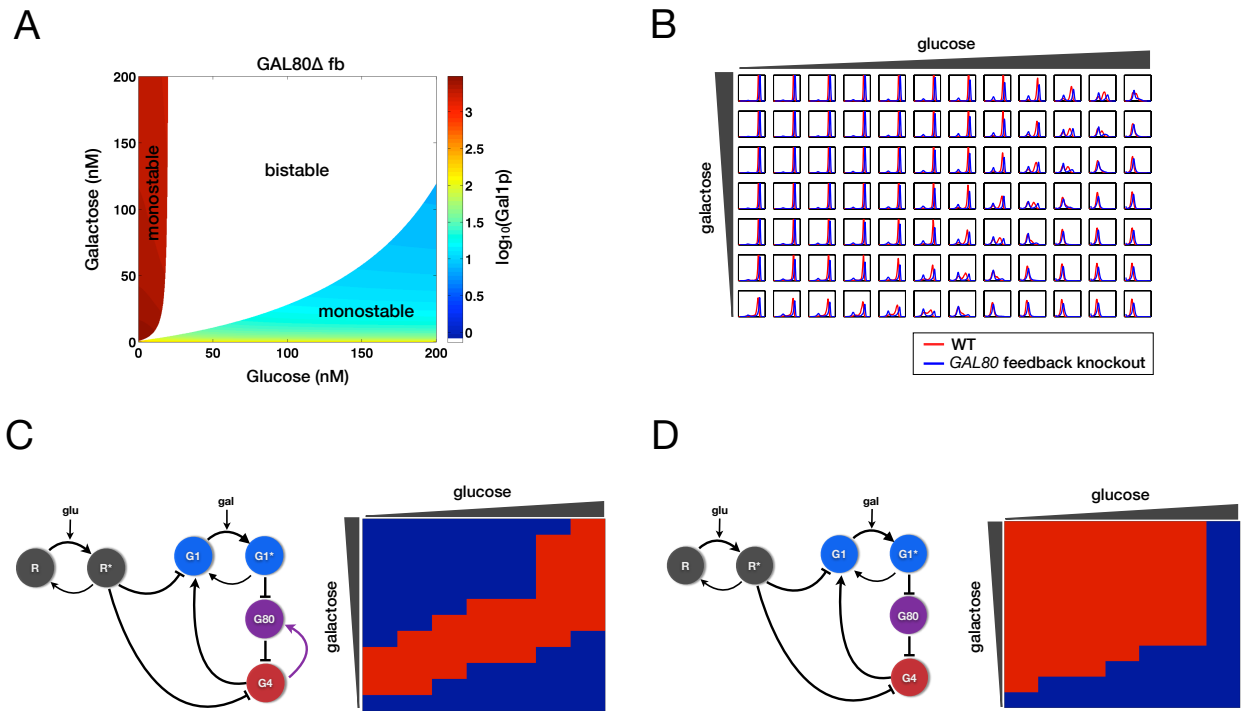 A
GAL80Δ fb
200
150
100
50
0
0
50
100
150
200
Galactose (nM)
Glucose (nM)
monostable
bistable
monostable
3
2.5
2
1.5
1
0.5
0
log10(Gal1p)
B
glucose
galactose
WT
GAL80 feedback knockout
C
glu
gal
R
R*
G1
G1*
G80
G4
glucose
galactose
D
glu
gal
R
R*
G1
G1*
G80
G4
glucose
galactose